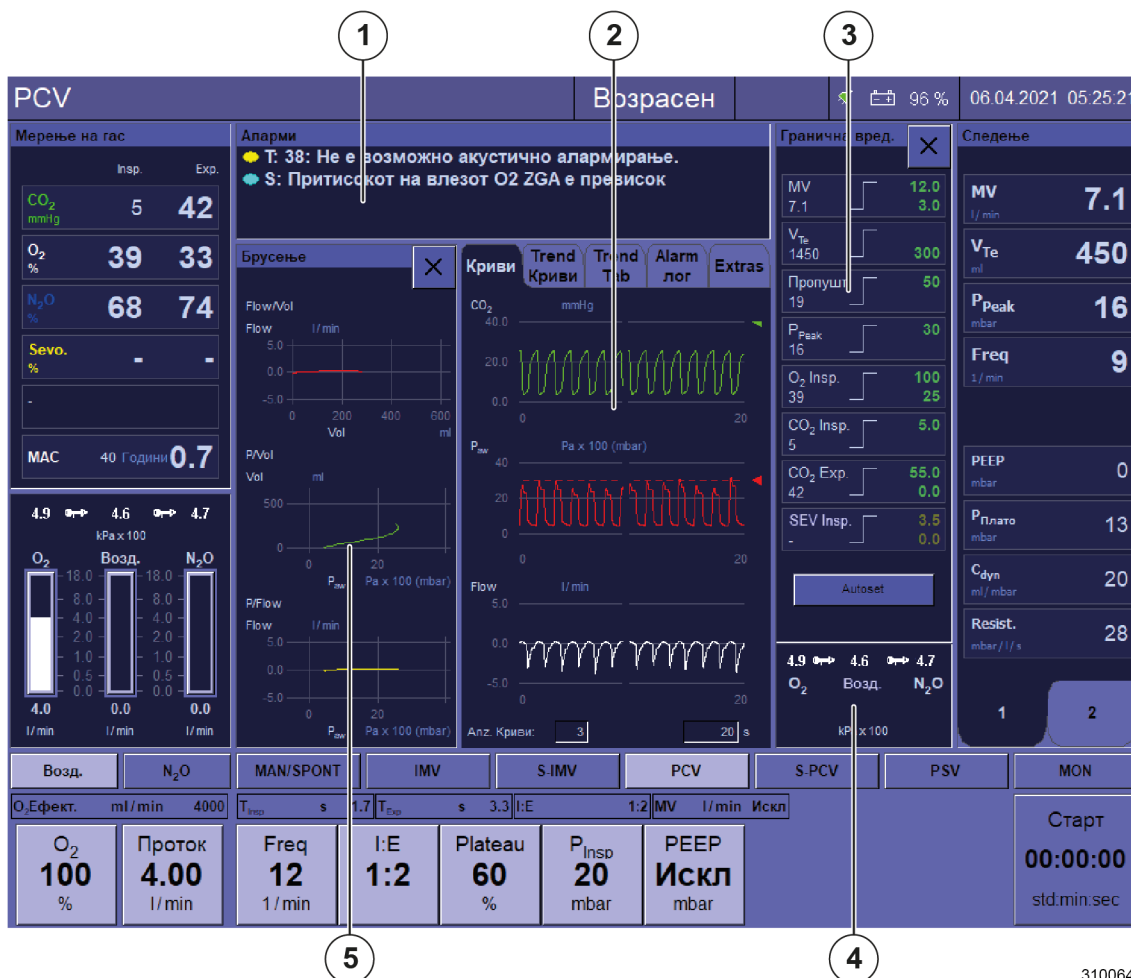 1
2
3
PCV
Возрасен
96 %
06.04.2021 05:25:21
Мерење на гас
Insp. Exp.
CO2 mmHg 5 42
O2 % 39 33
N2O % 68 74
Sevo. % - -
-
MAC 40 Години 0.7
4.9 4.6 4.7
kPa x 100
O2 Возд. N2O
18.0 18.0
8.0 8.0
4.0 4.0
2.0 2.0
0.5 0.5
0.0 0.0
4.0 0.0 0.0
l/min l/min l/min
Аларми
T: 38: Не е возможно акустично алармирање.
S: Притисокот на влезот O2 ZGA е превисок
Брусење
Flow/Vol
Flow l/min
5.0
0.0
-5.0
0 200 400 600
Vol ml
P/Vol
Vol ml
500
0
0 20
Paw Pa x 100 (mbar)
P/Flow
Flow l/min
5.0
0.0
-5.0
0 20
Paw Pa x 100 (mbar)
Криви
Trend Криви
Trend Tab
Alarm лог
Extras
CO2 mmHg
40.0
20.0
0.0
0 20
Paw Pa x 100 (mbar)
40
20
0
0 20
Flow l/min
5.0
0.0
-5.0
0 20
Anz. Криви: 3 20 s
Гранична вред.
MV 12.0
7.1 3.0
VTe
1450 300
Пропушт 50
19
PPeak 30
16
O2 Insp. 100
39 25
CO2 Insp. 5.0
5
CO2 Exp. 55.0
42 0.0
SEV Insp. 3.5
- 0.0
Autoset
4.9 4.6 4.7
O2 Возд. N2O
kPa x 100
Следење
MV 7.1
l/min
VTe 450
ml
PPeak 16
mbar
Freq 9
1/min
PEEP 0
mbar
PПлато 13
mbar
Cdyn 20
ml/mbar
Resist. 28
mbar/l/s
1 2
Возд. N2O MAN/SPONT IMV S-IMV PCV S-PCV PSV MON
O2Ефект. ml/min 4000 TInsp s 1.7 TExp s 3.3 I:E 1:2 MV l/min Искл
O2 100 %
Проток 4.00 l/min
Freq 12 1/min
I:E 1:2
Plateau 60 %
PInsp 20 mbar
PEEP Искл mbar
Старт
00:00:00
std:min:sec
5
4
310064